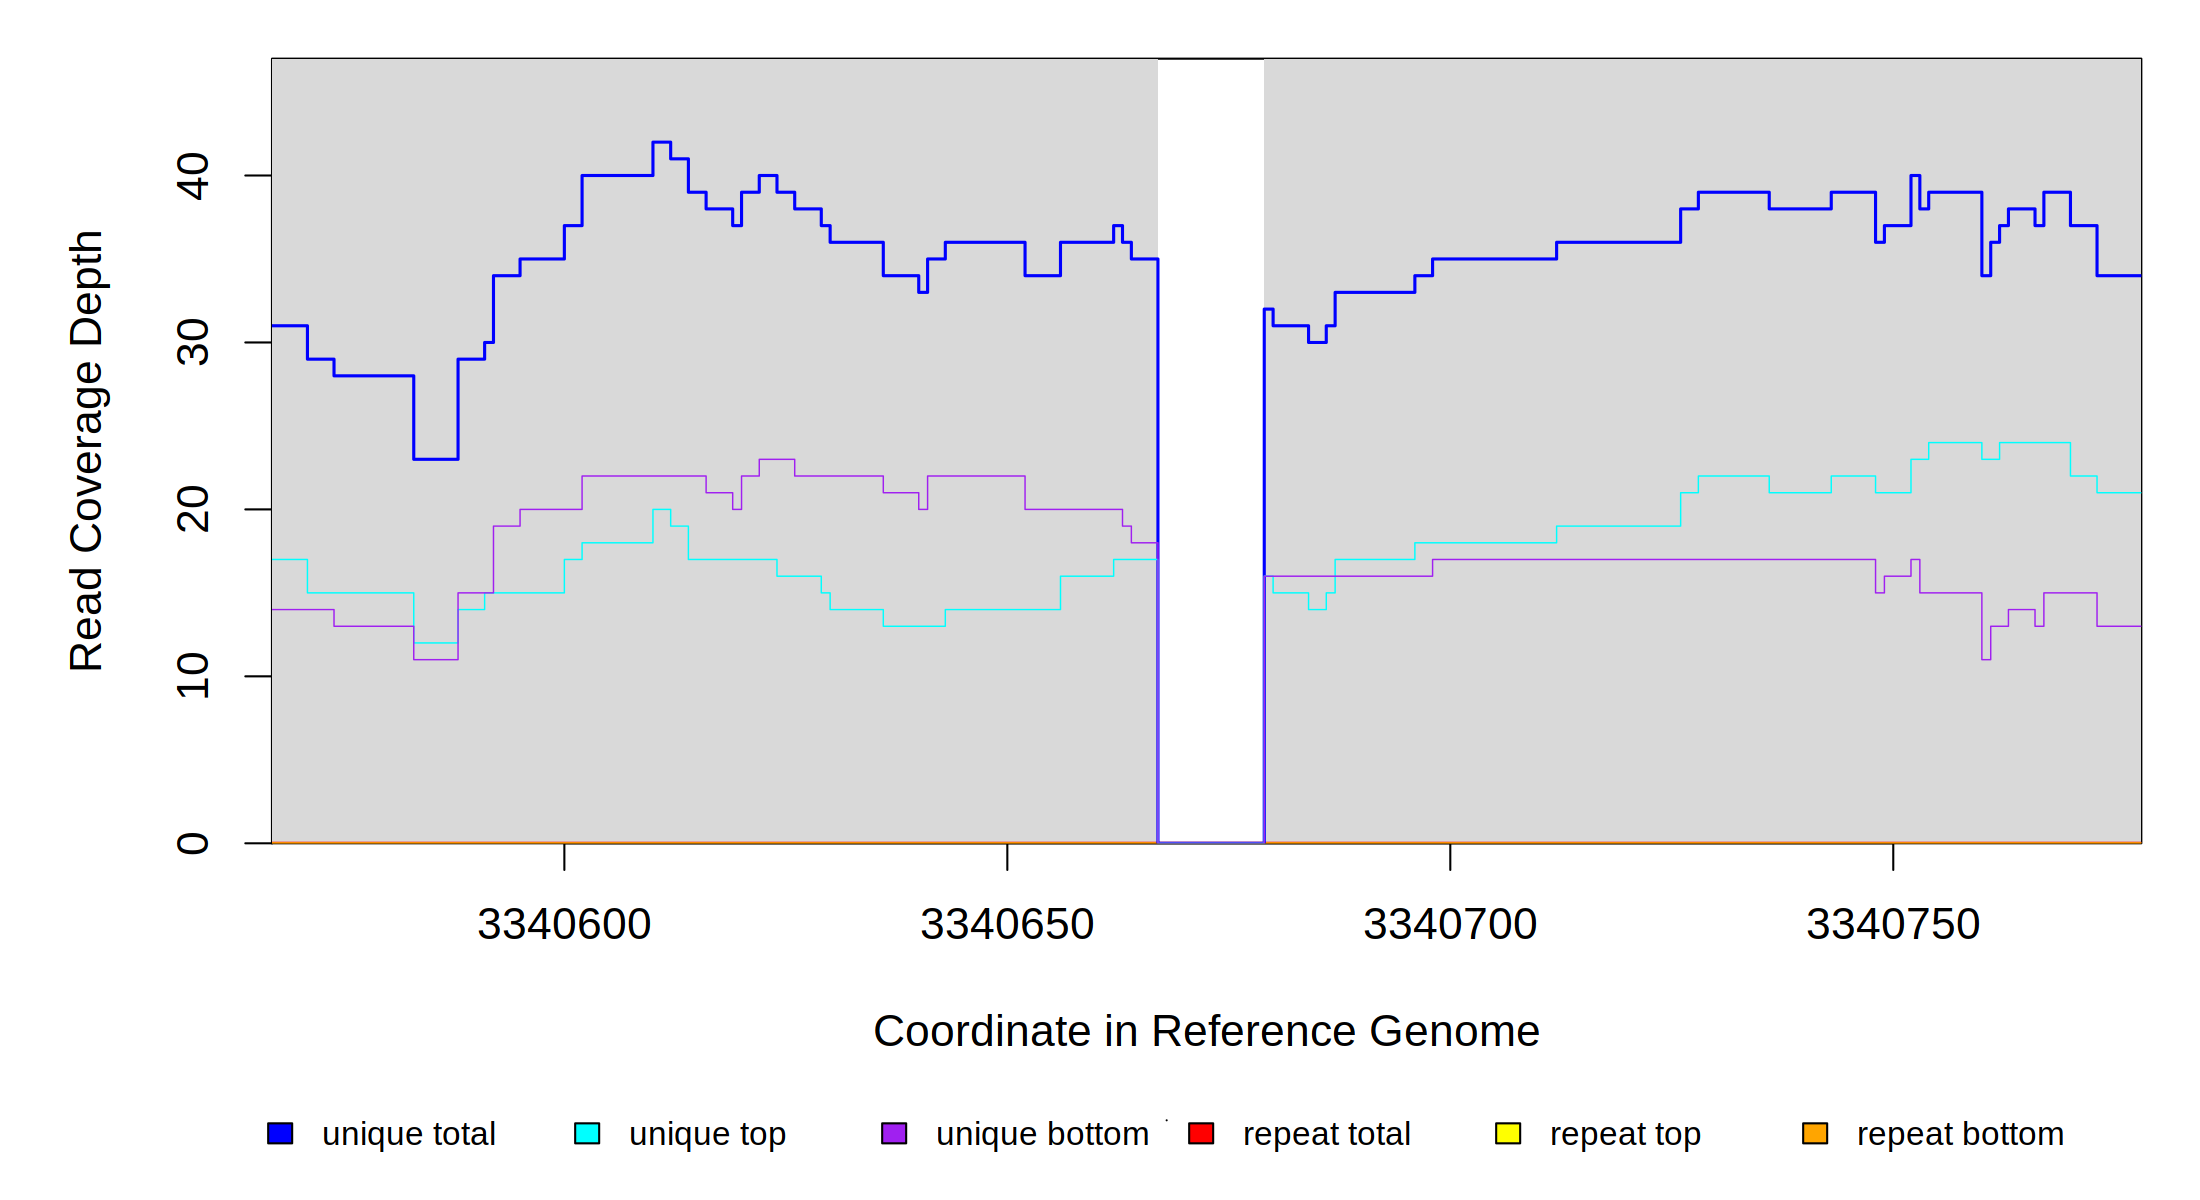 Read Coverage Depth
40
30
20
10
0
3340600 3340650 3340700 3340750
Coordinate in Reference Genome
unique total unique top unique bottom repeat total repeat top repeat bottom